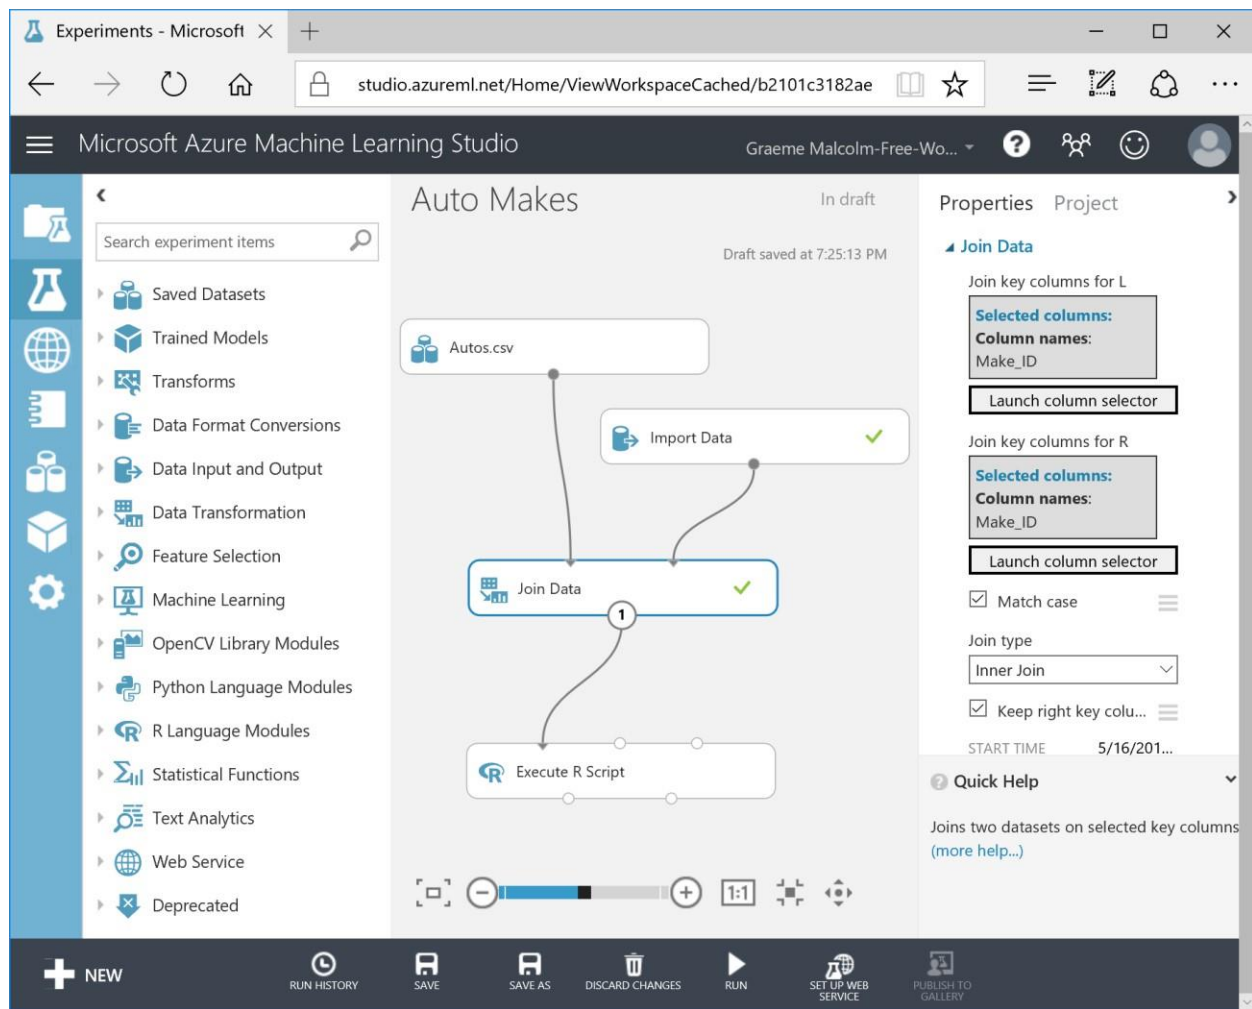 Experiments - Microsoft
studio.azureml.net/Home/ViewWorkspaceCached/b2101c3182ae
Microsoft Azure Machine Learning Studio
Graeme Malcolm-Free-Wo...
Search experiment items
Saved Datasets
Trained Models
Transforms
Data Format Conversions
Data Input and Output
Data Transformation
Feature Selection
Machine Learning
OpenCV Library Modules
Python Language Modules
R Language Modules
Statistical Functions
Text Analytics
Web Service
Deprecated
Auto Makes
In draft
Draft saved at 7:25:13 PM
Autos.csv
Import Data
Join Data
1
Execute R Script
1:1
Properties Project
Join Data
Join key columns for L
Selected columns:
Column names:
Make_ID
Launch column selector
Join key columns for R
Selected columns:
Column names:
Make_ID
Launch column selector
Match case
Join type
Inner Join
Keep right key colu...
START TIME 5/16/201...
Quick Help
Joins two datasets on selected key columns
(more help...)
NEW
RUN HISTORY
SAVE
SAVE AS
DISCARD CHANGES
RUN
SET UP WEB
SERVICE
PUBLISH TO
GALLERY